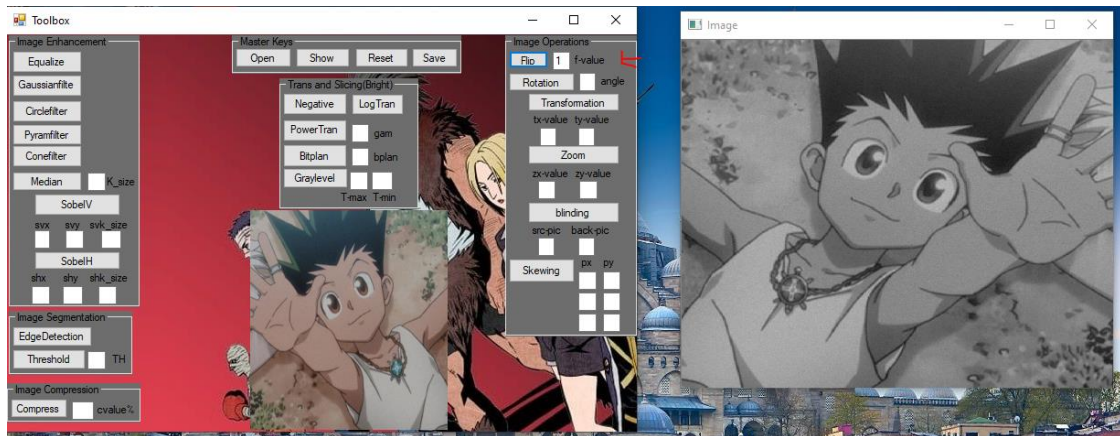 Toolbox
Image Enhancement
Equalize
Gaussianfilte
Circlefilter
Pyramfilter
Conefilter
Median
K_size
SobelV
svx svy svk_size
SobelH
shx shy shk_size
Image Segmentation
EdgeDetection
Threshold
TH
Image Compression
Compress
cvalue%
Master Keys
Open Show Reset Save
Trans and Slicing(Bright)
Negative LogTran
PowerTran
gam
Bitplan
bplan
Graylevel
T-max T-min
Image Operations
Flip 1 f-value
Rotation
angle
Transformation
tx-value ty-value
Zoom
zx-value zy-value
blinding
src-pic back-pic
px py
Skewing
Image